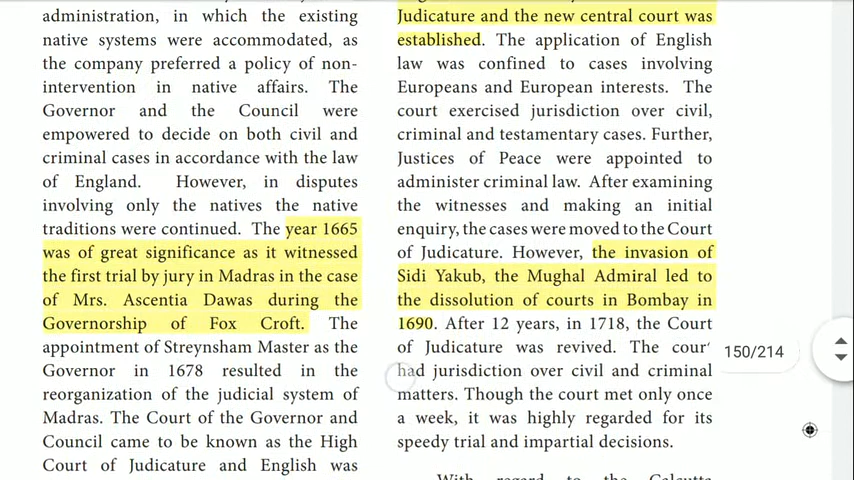 administration, in which the existing
native systems were accommodated, as
the company preferred a policy of non-
intervention in native affairs. The
Governor and the Council were
empowered to decide on both civil and
criminal cases in accordance with the law
of England. However, in disputes
involving only the natives the native
traditions were continued. The year 1665
was of great significance as it witnessed
the first trial by jury in Madras in the case
of Mrs. Ascentia Dawas during the
Governorship of Fox Croft. The
appointment of Streynsham Master as the
Governor in 1678 resulted in the
reorganization of the judicial system of
Madras. The Court of the Governor and
Council came to be known as the High
Court of Judicature and English was
Judicature and the new central court was
established. The application of English
law was confined to cases involving
Europeans and European interests. The
court exercised jurisdiction over civil,
criminal and testamentary cases. Further,
Justices of Peace were appointed to
administer criminal law. After examining
the witnesses and making an initial
enquiry, the cases were moved to the Court
of Judicature. However, the invasion of
Sidi Yakub, the Mughal Admiral led to
the dissolution of courts in Bombay in
1690. After 12 years, in 1718, the Court
of Judicature was revived. The cour
had jurisdiction over civil and criminal
matters. Though the court met only once
a week, it was highly regarded for its
speedy trial and impartial decisions.
With regard to the Calcutta
150/214